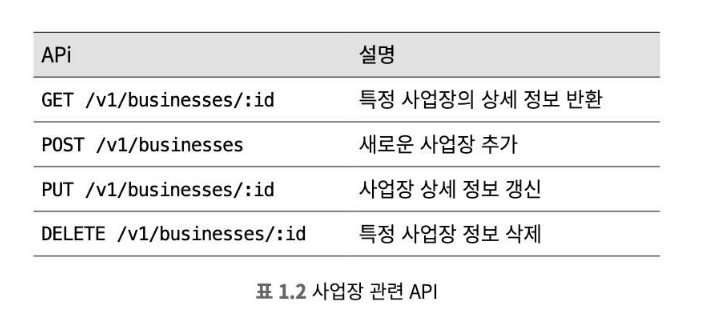 APi 설명
GET /v1/businesses/:id 특정 사업장의 상세 정보 반환
POST /v1/businesses 새로운 사업장 추가
PUT /v1/businesses/:id 사업장 상세 정보 갱신
DELETE /v1/businesses/:id 특정 사업장 정보 삭제
표 1.2 사업장 관련 API